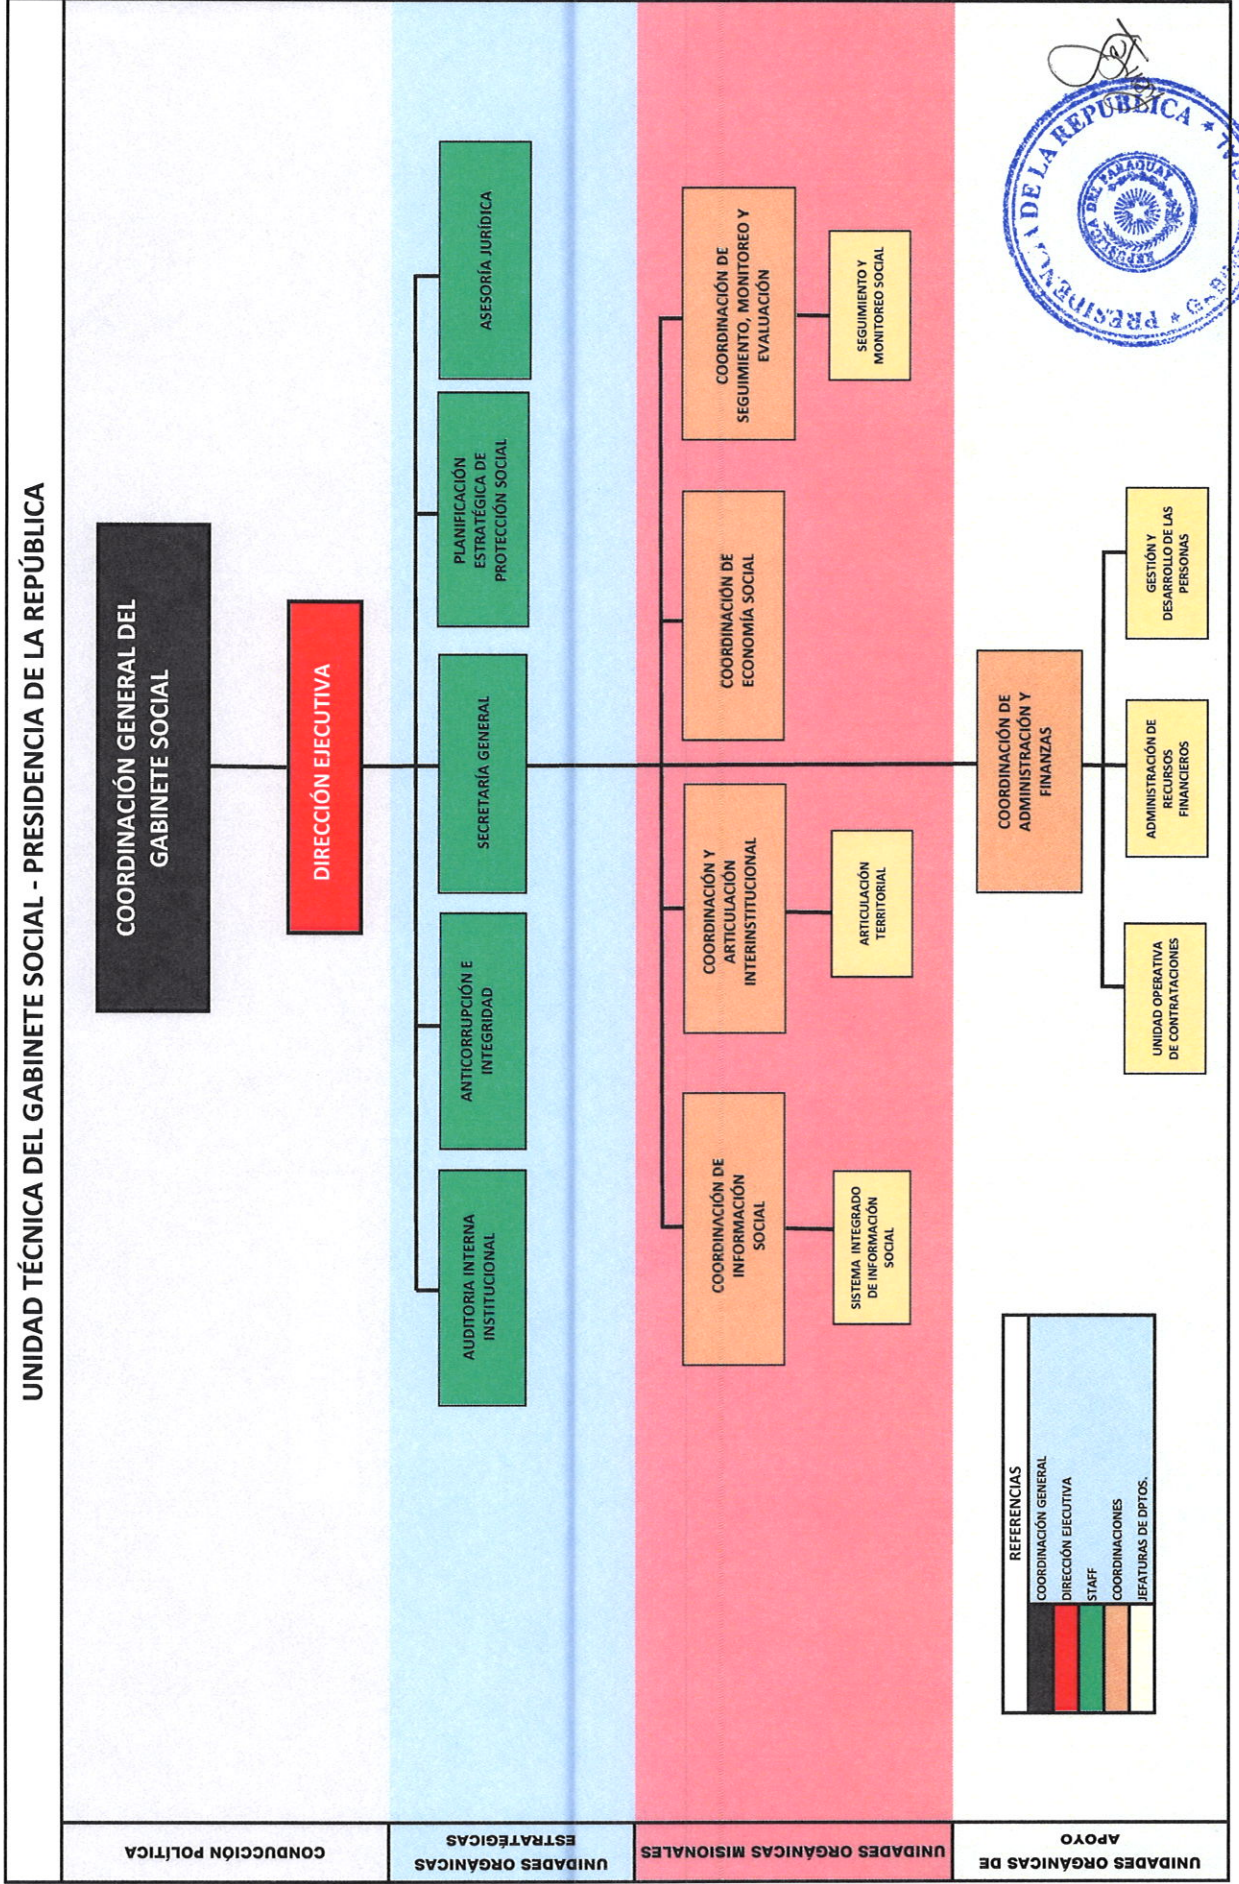 UNIDAD TÉCNICA DEL GABINETE SOCIAL - PRESIDENCIA DE LA REPÚBLICA
CONDUCCIÓN POLÍTICA
COORDINACIÓN GENERAL DEL
GABINETE SOCIAL
DIRECCIÓN EJECUTIVA
UNIDADES ORGÁNICAS
ESTRATÉGICAS
AUDITORIA INTERNA
INSTITUCIONAL
ANTICORRUPCIÓN E
INTEGRIDAD
SECRETARÍA GENERAL
PLANIFICACIÓN
ESTRATÉGICA DE
PROTECCIÓN SOCIAL
ASESORÍA JURÍDICA
UNIDADES ORGÁNICAS MISIONALES
COORDINACIÓN DE
INFORMACIÓN
SOCIAL
COORDINACIÓN Y
ARTICULACIÓN
INTERINSTITUCIONAL
COORDINACIÓN DE
ECONOMÍA SOCIAL
COORDINACIÓN DE
SEGUIMIENTO, MONITOREO Y
EVALUACIÓN
SISTEMA INTEGRADO
DE INFORMACIÓN
SOCIAL
ARTICULACIÓN
TERRITORIAL
SEGUIMIENTO Y
MONITOREO SOCIAL
UNIDADES ORGÁNICAS DE
APOYO
COORDINACIÓN DE
ADMINISTRACIÓN Y
FINANZAS
UNIDAD OPERATIVA
DE CONTRATACIONES
ADMINISTRACIÓN DE
RECURSOS
FINANCIEROS
GESTIÓN Y
DESARROLLO DE LAS
PERSONAS
REFERENCIAS
COORDINACIÓN GENERAL
DIRECCIÓN EJECUTIVA
STAFF
COORDINACIONES
JEFATURAS DE DPTOS.
PRESIDENCIA DE LA REPÚBLICA
REPUBLICA DEL PARAGUAY